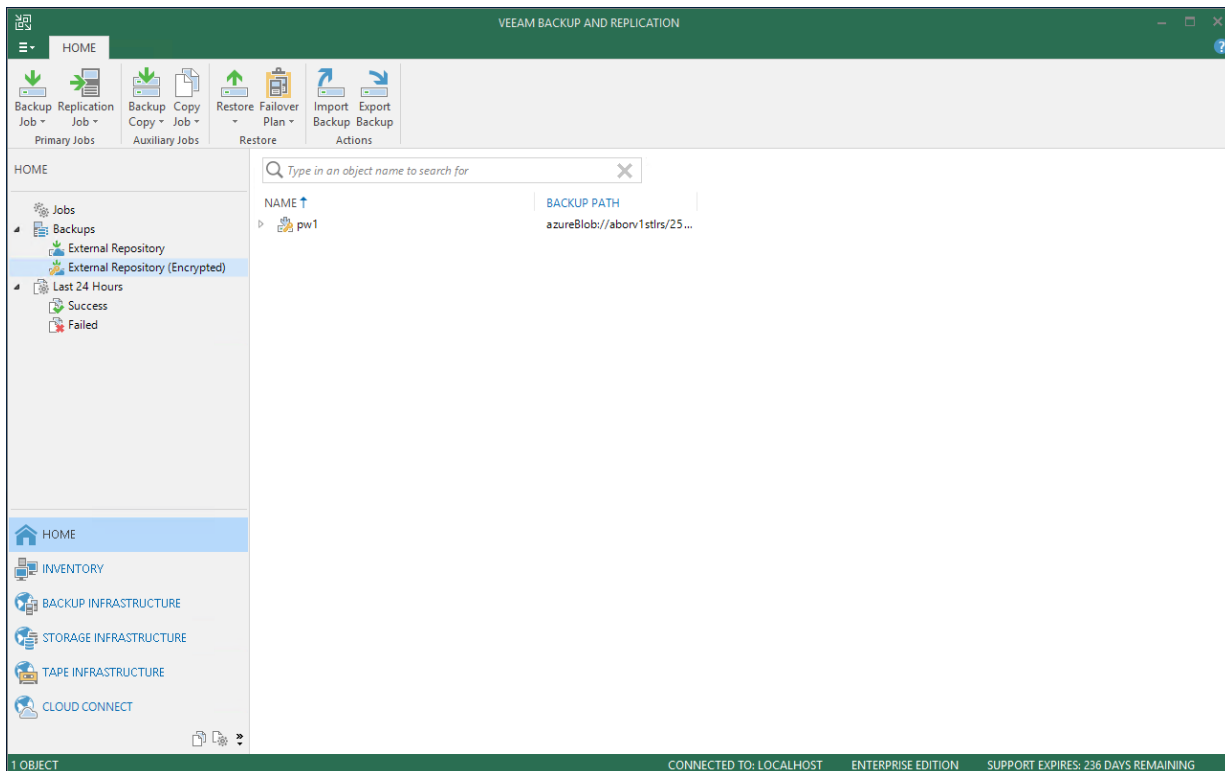 VEEAM BACKUP AND REPLICATION
HOME
Backup Job
Replication Job
Backup Copy
Copy Job
Restore
Failover Plan
Import Backup
Export Backup
Primary Jobs
Auxiliary Jobs
Restore
Actions
HOME
Type in an object name to search for
Jobs
Backups
External Repository
External Repository (Encrypted)
Last 24 Hours
Success
Failed
NAME
BACKUP PATH
pw1
azureBlob://aborv1stlrs/25...
HOME
INVENTORY
BACKUP INFRASTRUCTURE
STORAGE INFRASTRUCTURE
TAPE INFRASTRUCTURE
CLOUD CONNECT
1 OBJECT
CONNECTED TO: LOCALHOST
ENTERPRISE EDITION
SUPPORT EXPIRES: 236 DAYS REMAINING